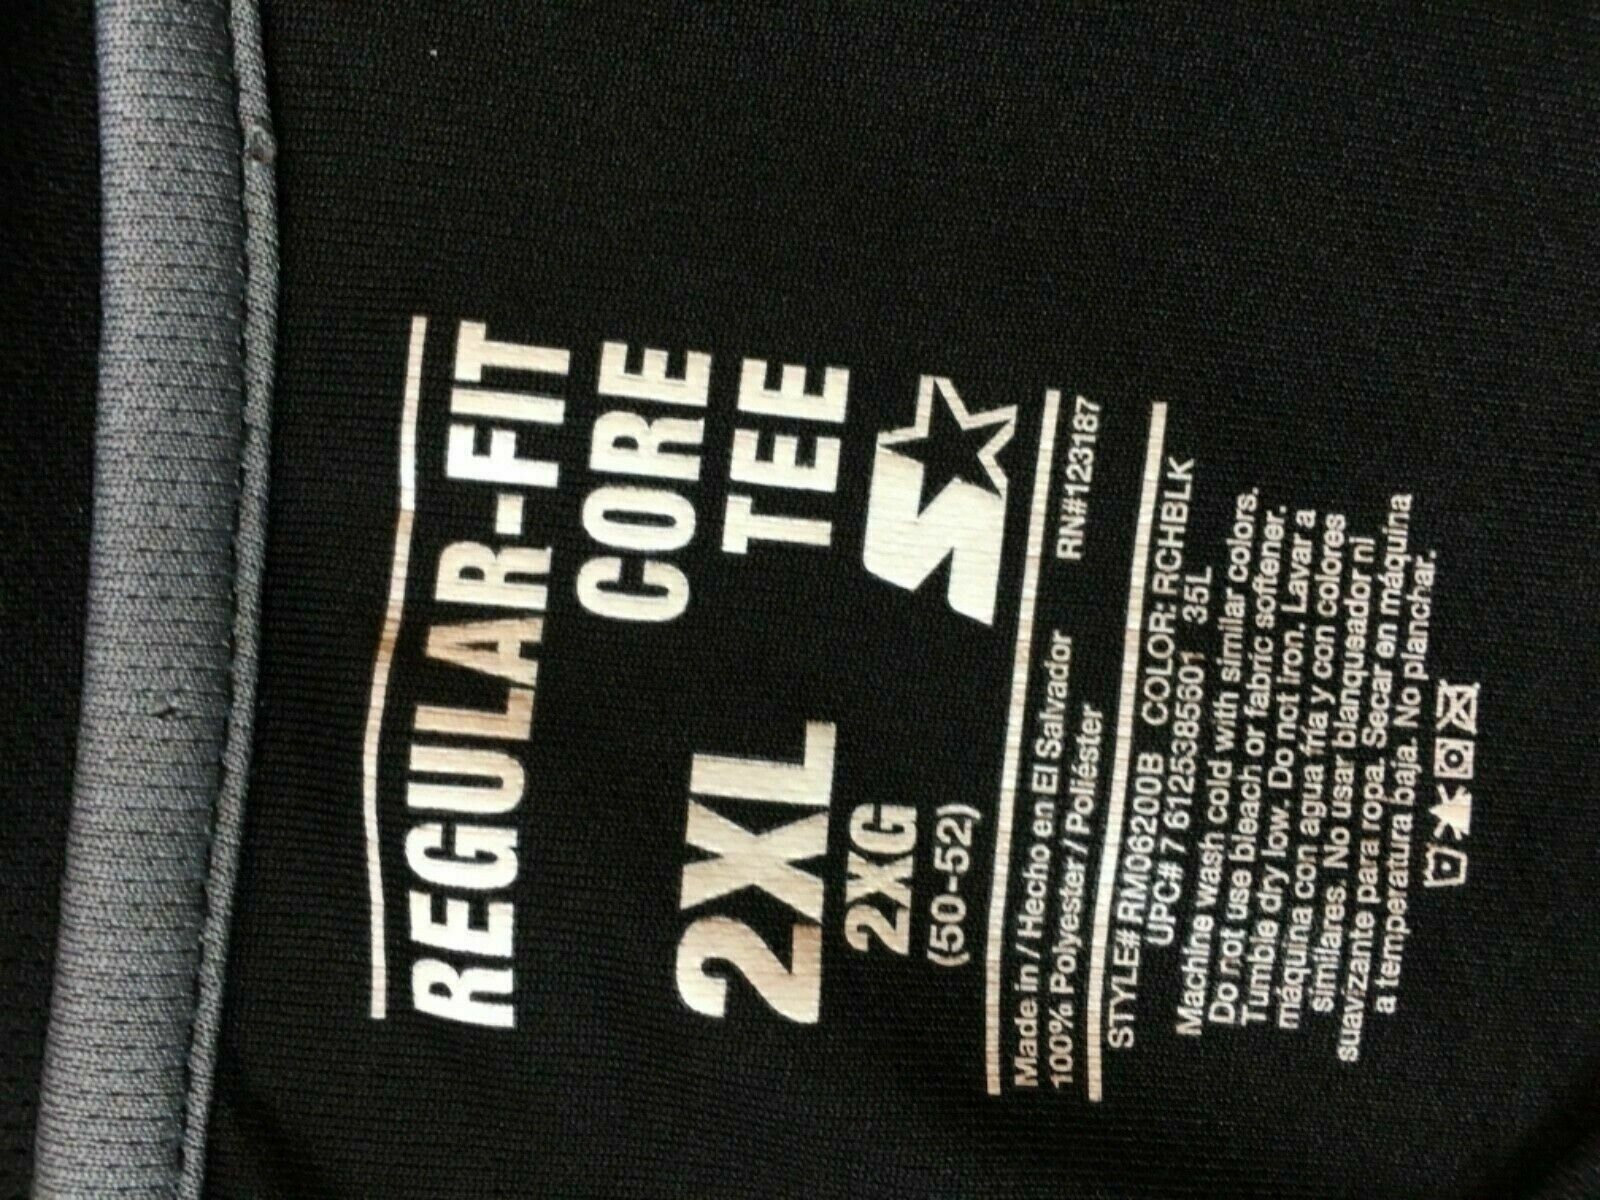 REGULAR-FIT
CORE
TEE
2XL
2XG
(50-52)
Made in / Hecho en El Salvador
100% Polyester / Poliéster RN#123187
STYLE# RM06200B COLOR: RCHBLK
UPC# 7 6125385601 35L
Machine wash cold with similar colors.
Do not use bleach or fabric softener.
Tumble dry low. Do not iron. Lavar a
máquina con agua fría y con colores
similares. No usar blanqueador ni
suavizante para ropa. Secar en máquina
a temperatura baja. No planchar.